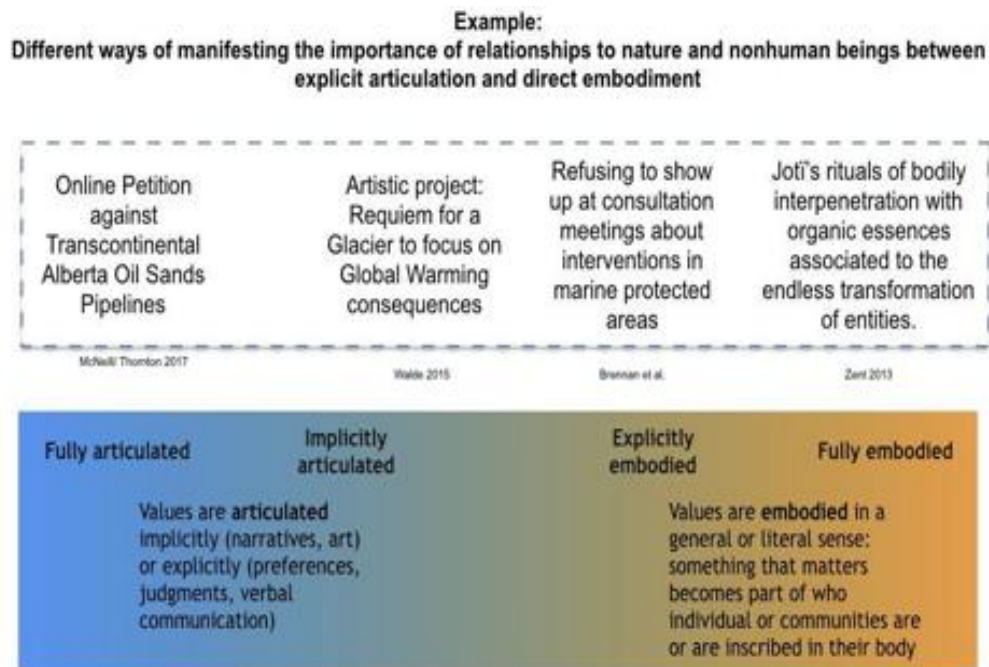 Example:
Different ways of manifesting the importance of relationships to nature and nonhuman beings between
explicit articulation and direct embodiment
Online Petition
against
Transcontinental
Alberta Oil Sands
Pipelines
Artistic project:
Requiem for a
Glacier to focus on
Global Warming
consequences
Refusing to show
up at consultation
meetings about
interventions in
marine protected
areas
Jotï's rituals of bodily
interpenetration with
organic essences
associated to the
endless transformation
of entities.
McNeill/ Thornton 2017
Walde 2015
Brennan et al.
Zent 2013
Fully articulated
Implicitly
articulated
Explicitly
embodied
Fully embodied
Values are articulated
implicitly (narratives, art)
or explicitly (preferences,
judgments, verbal
communication)
Values are embodied in a
general or literal sense:
something that matters
becomes part of who
individual or communities are
or are inscribed in their body